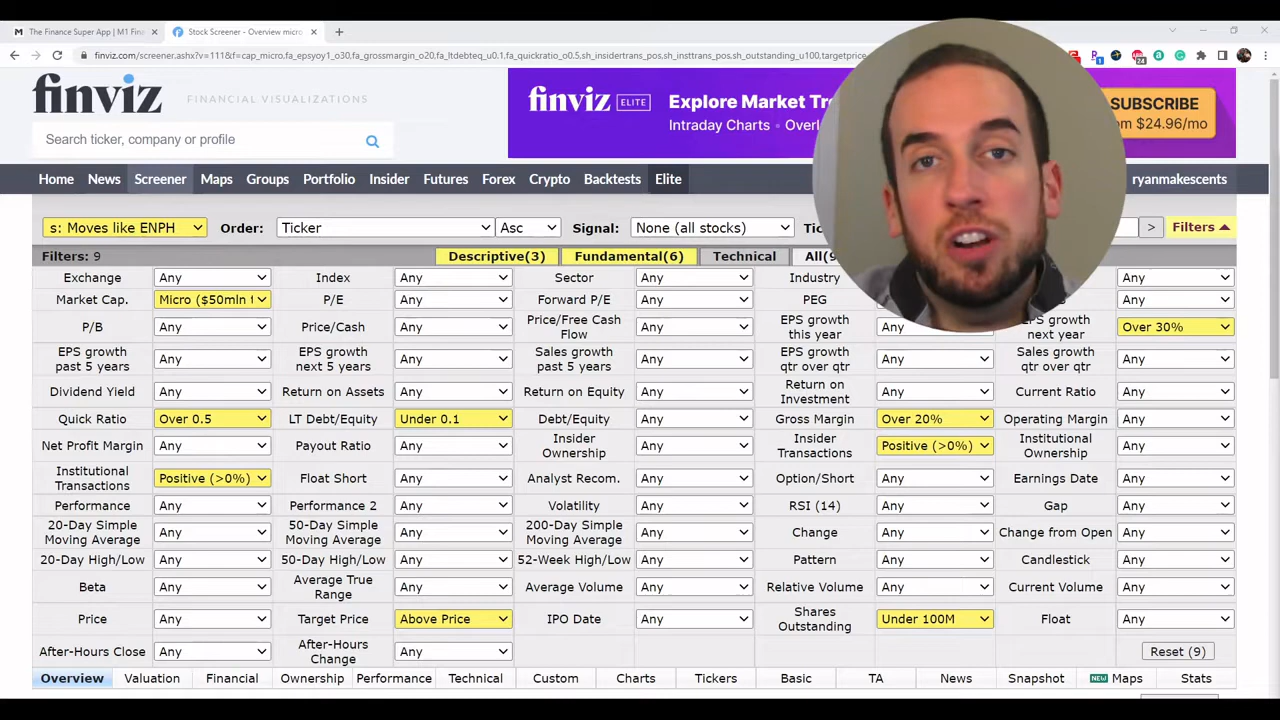 The Finance Super App | M1 Fina
Stock Screener - Overview micro
finviz.com/screener.ashx?v=111&f=cap_micro,fa_epsyoy1_o30,fa_grossmargin_o20,fa_ltdebteq_u0.1,fa_quickratio_o0.5,sh_insidertrans_pos,sh_insttrans_pos,sh_outstanding_u100,targetprice
finviz FINANCIAL VISUALIZATIONS
finviz ELITE Explore Market Tr SUBSCRIBE
Intraday Charts • Overl m $24.96/mo
Search ticker, company or profile
Home News Screener Maps Groups Portfolio Insider Futures Forex Crypto Backtests Elite ryanmakescents
s: Moves like ENPH Order: Ticker Asc Signal: None (all stocks) Tic > Filters
Filters: 9 Descriptive(3) Fundamental(6) Technical All(9
Exchange Any Index Any Sector Any Industry Any
Market Cap. Micro ($50mln P/E Any Forward P/E Any PEG Any
P/B Any Price/Cash Any Price/Free Cash Flow Any EPS growth this year Any EPS growth next year Over 30%
EPS growth past 5 years Any EPS growth next 5 years Any Sales growth past 5 years Any EPS growth qtr over qtr Any Sales growth qtr over qtr Any
Dividend Yield Any Return on Assets Any Return on Equity Any Return on Investment Any Current Ratio Any
Quick Ratio Over 0.5 LT Debt/Equity Under 0.1 Debt/Equity Any Gross Margin Over 20% Operating Margin Any
Net Profit Margin Any Payout Ratio Any Insider Ownership Any Insider Transactions Positive (>0%) Institutional Ownership Any
Institutional Transactions Positive (>0%) Float Short Any Analyst Recom. Any Option/Short Any Earnings Date Any
Performance Any Performance 2 Any Volatility Any RSI (14) Any Gap Any
20-Day Simple Moving Average Any 50-Day Simple Moving Average Any 200-Day Simple Moving Average Any Change Any Change from Open Any
20-Day High/Low Any 50-Day High/Low Any 52-Week High/Low Any Pattern Any Candlestick Any
Beta Any Average True Range Any Average Volume Any Relative Volume Any Current Volume Any
Price Any Target Price Above Price IPO Date Any Shares Outstanding Under 100M Float Any
After-Hours Close Any After-Hours Change Any Reset (9)
Overview Valuation Financial Ownership Performance Technical Custom Charts Tickers Basic TA News Snapshot NEW Maps Stats